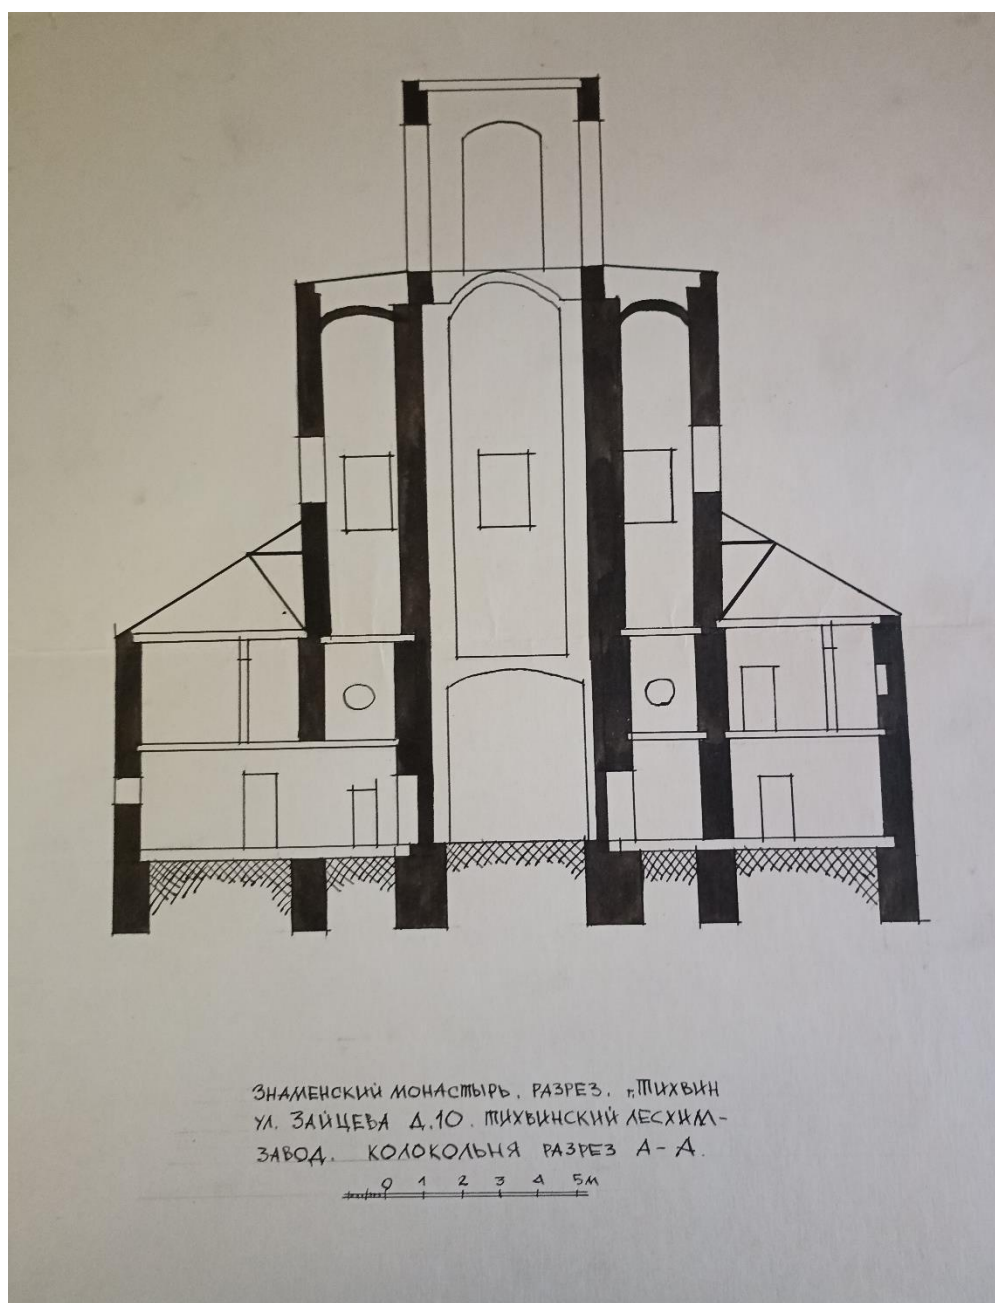 ЗНАМЕНСКИЙ МОНАСТЫРЬ. РАЗРЕЗ. г. ТИХВИН
УЛ. ЗАЙЦЕВА Д.10. ТИХВИНСКИЙ ЛЕСХИМ-
ЗАВОД. КОЛОКОЛЬНЯ РАЗРЕЗ А-А.
0 1 2 3 4 5М